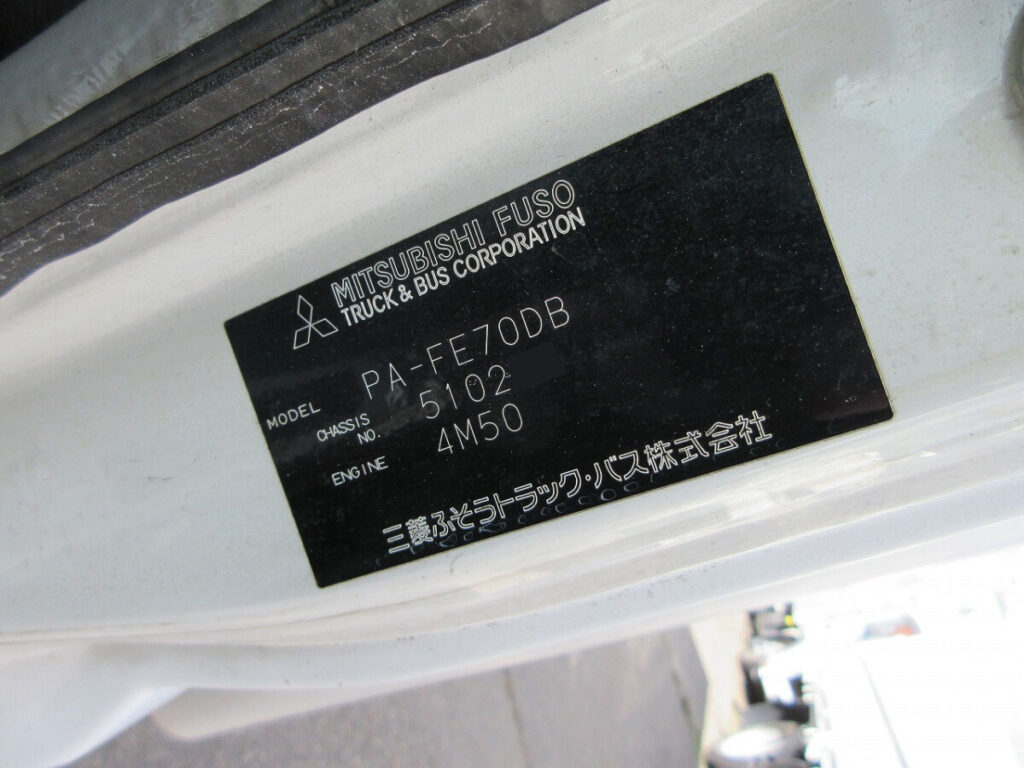 MITSUBISHI FUSO
TRUCK & BUS CORPORATION
MODEL PA-FE70DB
CHASSIS NO. 5102
ENGINE 4M50
三菱ふそうトラック・バス株式会社